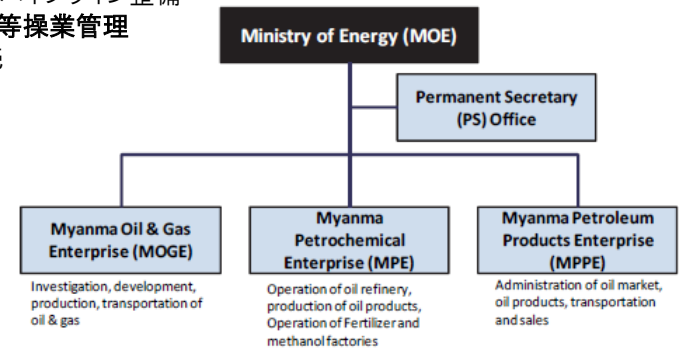 等操業管理
Ministry of Energy (MOE)
Permanent Secretary
(PS) Office
Myanma Oil & Gas
Enterprise (MOGE)
Myanma
Petrochemical
Enterprise (MPE)
Myanma Petroleum
Products Enterprise
(MPPE)
Investigation, development,
production, transportation of
oil & gas
Operation of oil refinery,
production of oil products,
Operation of Fertilizer and
methanol factories
Administration of oil market,
oil products, transportation
and sales